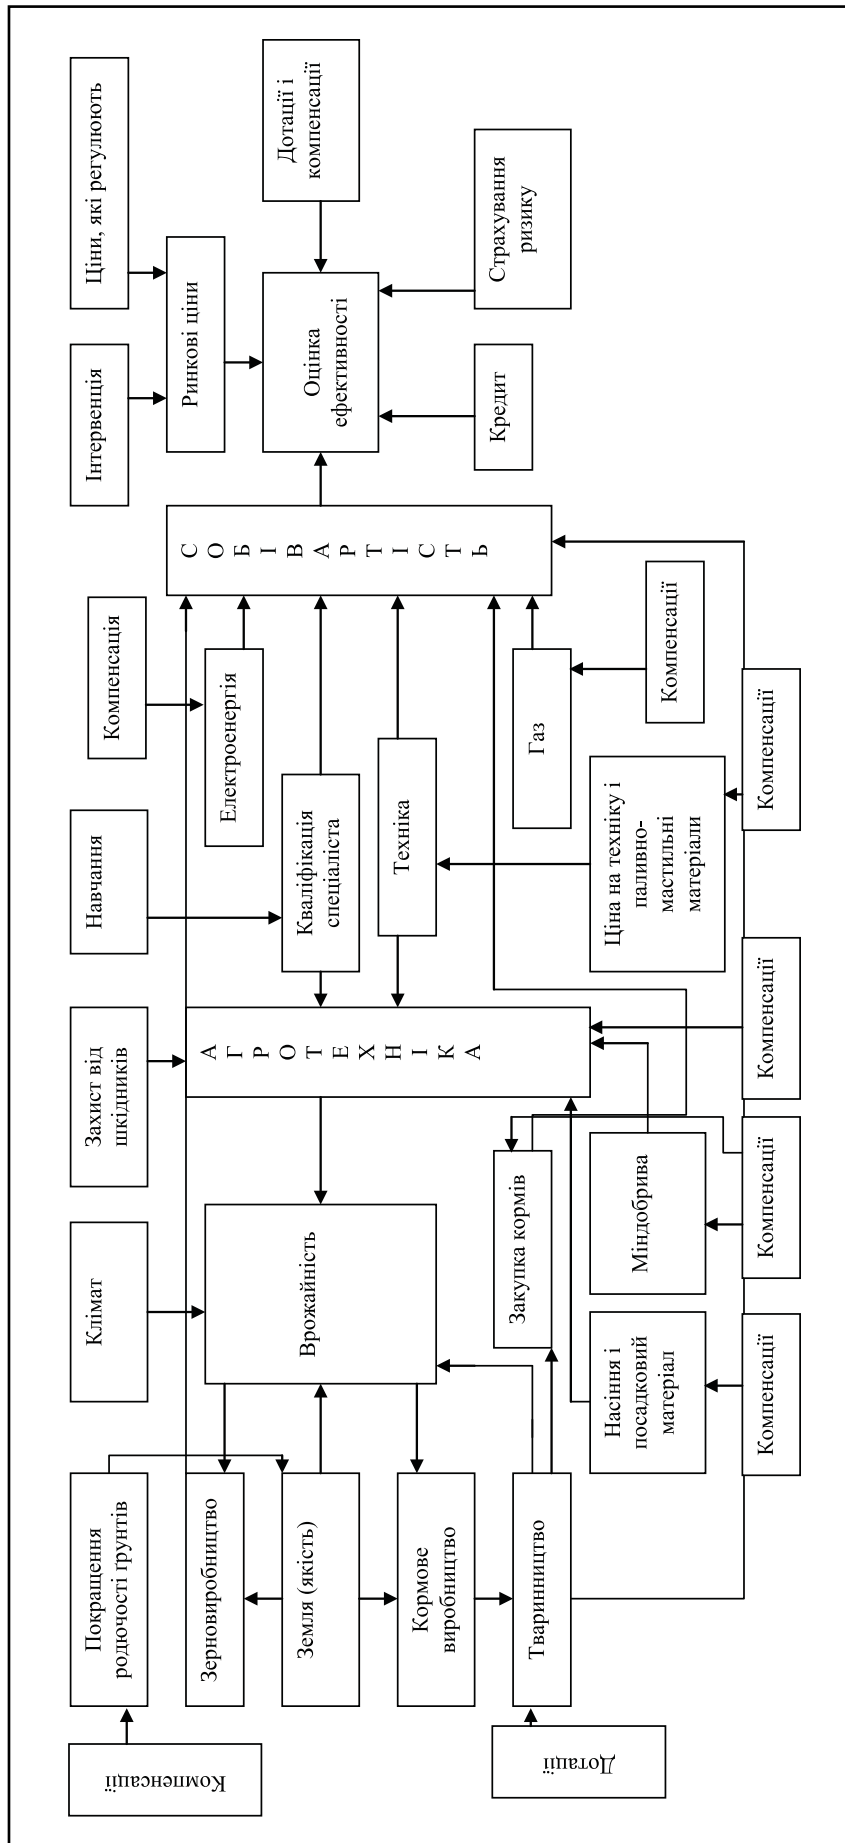 Компенсації
Дотації
Покращення
родючості ґрунтів
Зерновиробництво
Земля (якість)
Кормове
виробництво
Тваринництво
Клімат
Захист від
шкідників
Навчання
Компенсація
Врожайність
Закупка кормів
Насіння і
посадковий
матеріал
Міндобрива
А
Г
Р
О
Т
Е
Х
Н
І
К
А
Електроенергія
Кваліфікація
спеціаліста
Техніка
Газ
Ціна на техніку і
паливно-
мастильні
матеріали
Компенсації
Компенсації
Компенсації
Компенсації
Компенсації
С
О
Б
І
В
А
Р
Т
І
С
Т
Ь
Інтервенція
Ціни, які регулюють
Ринкові ціни
Оцінка
ефективності
Дотації і
компенсації
Кредит
Страхування
ризику